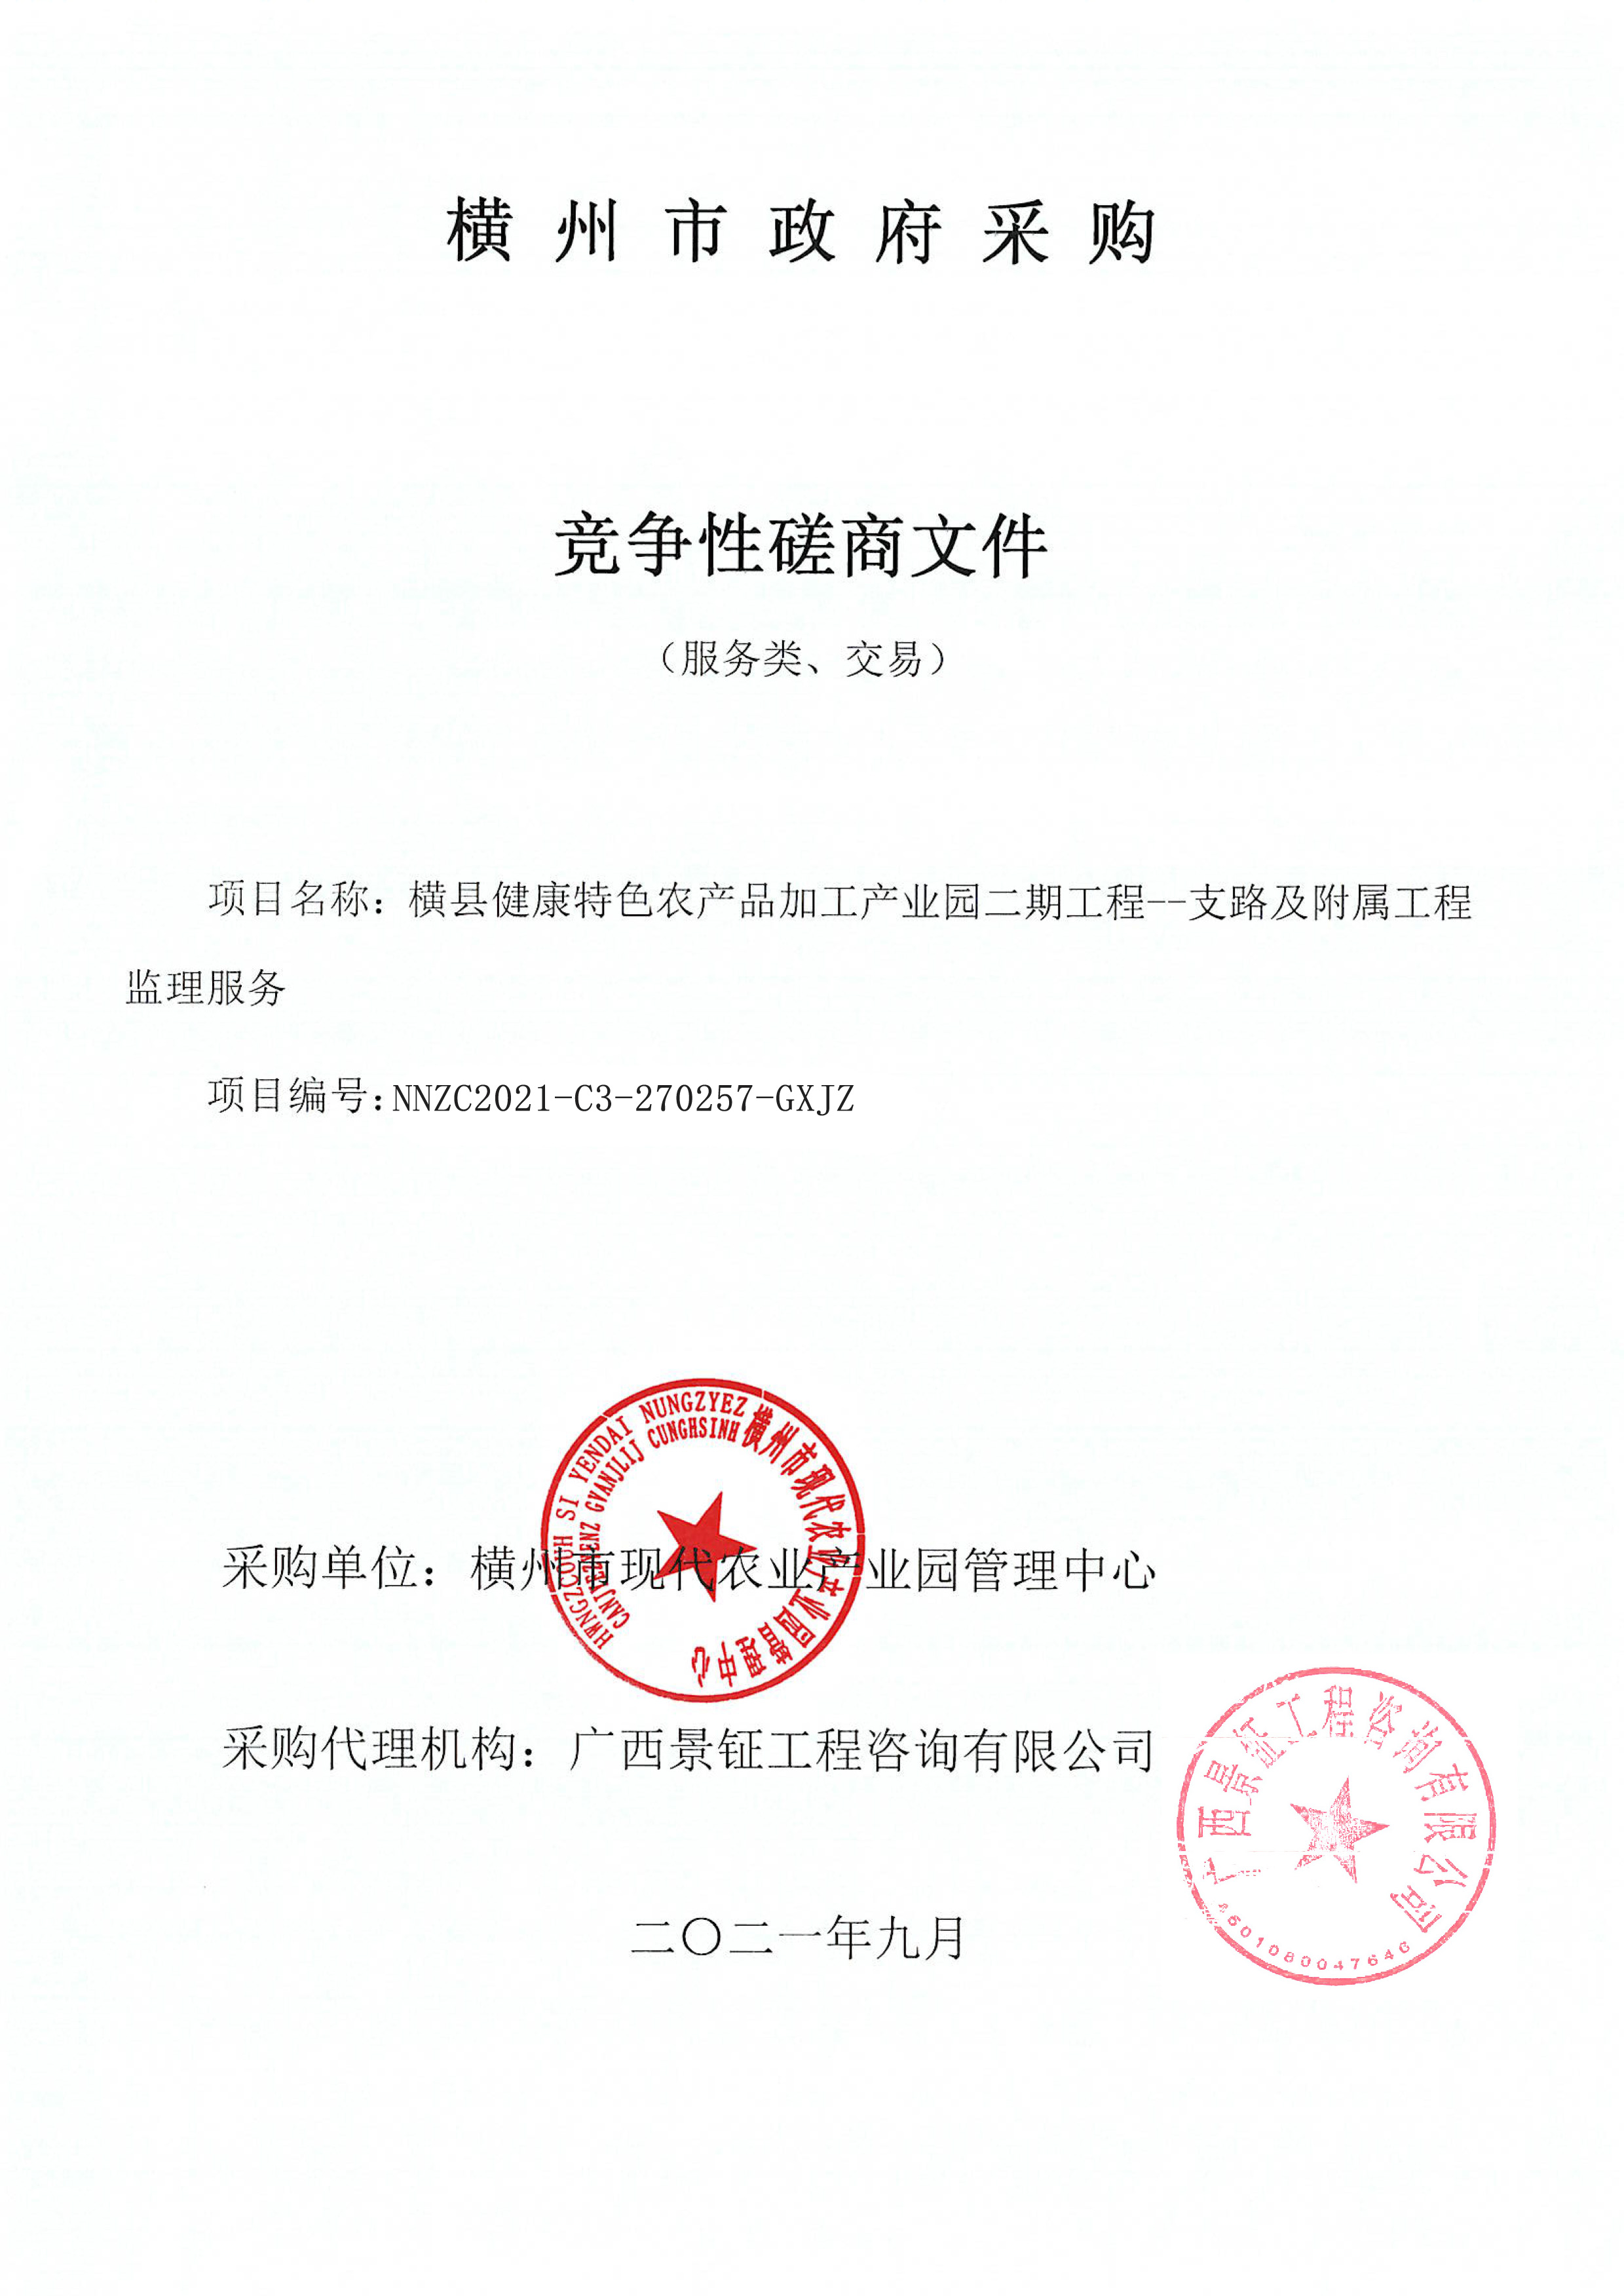 横州市政府采购
竞争性磋商文件
（服务类、交易）
项目名称：横县健康特色农产品加工产业园二期工程--支路及附属工程
监理服务
项目编号：NNZC2021-C3-270257-GXJZ
HWNGZCOUH SI YENDAI NUNGZYEZ
CANJYEZYENZ GVANJLIJ CUNGHSINH
横州市现代农业产业园管理中心
采购单位：横州市现代农业产业园管理中心
采购代理机构：广西景钲工程咨询有限公司
广西景钲工程咨询有限公司
4501080047646
二〇二一年九月